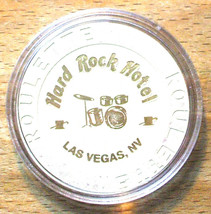 Hard Rock Hotel
LAS VEGAS, NV
ROULETTE
ROULETTE